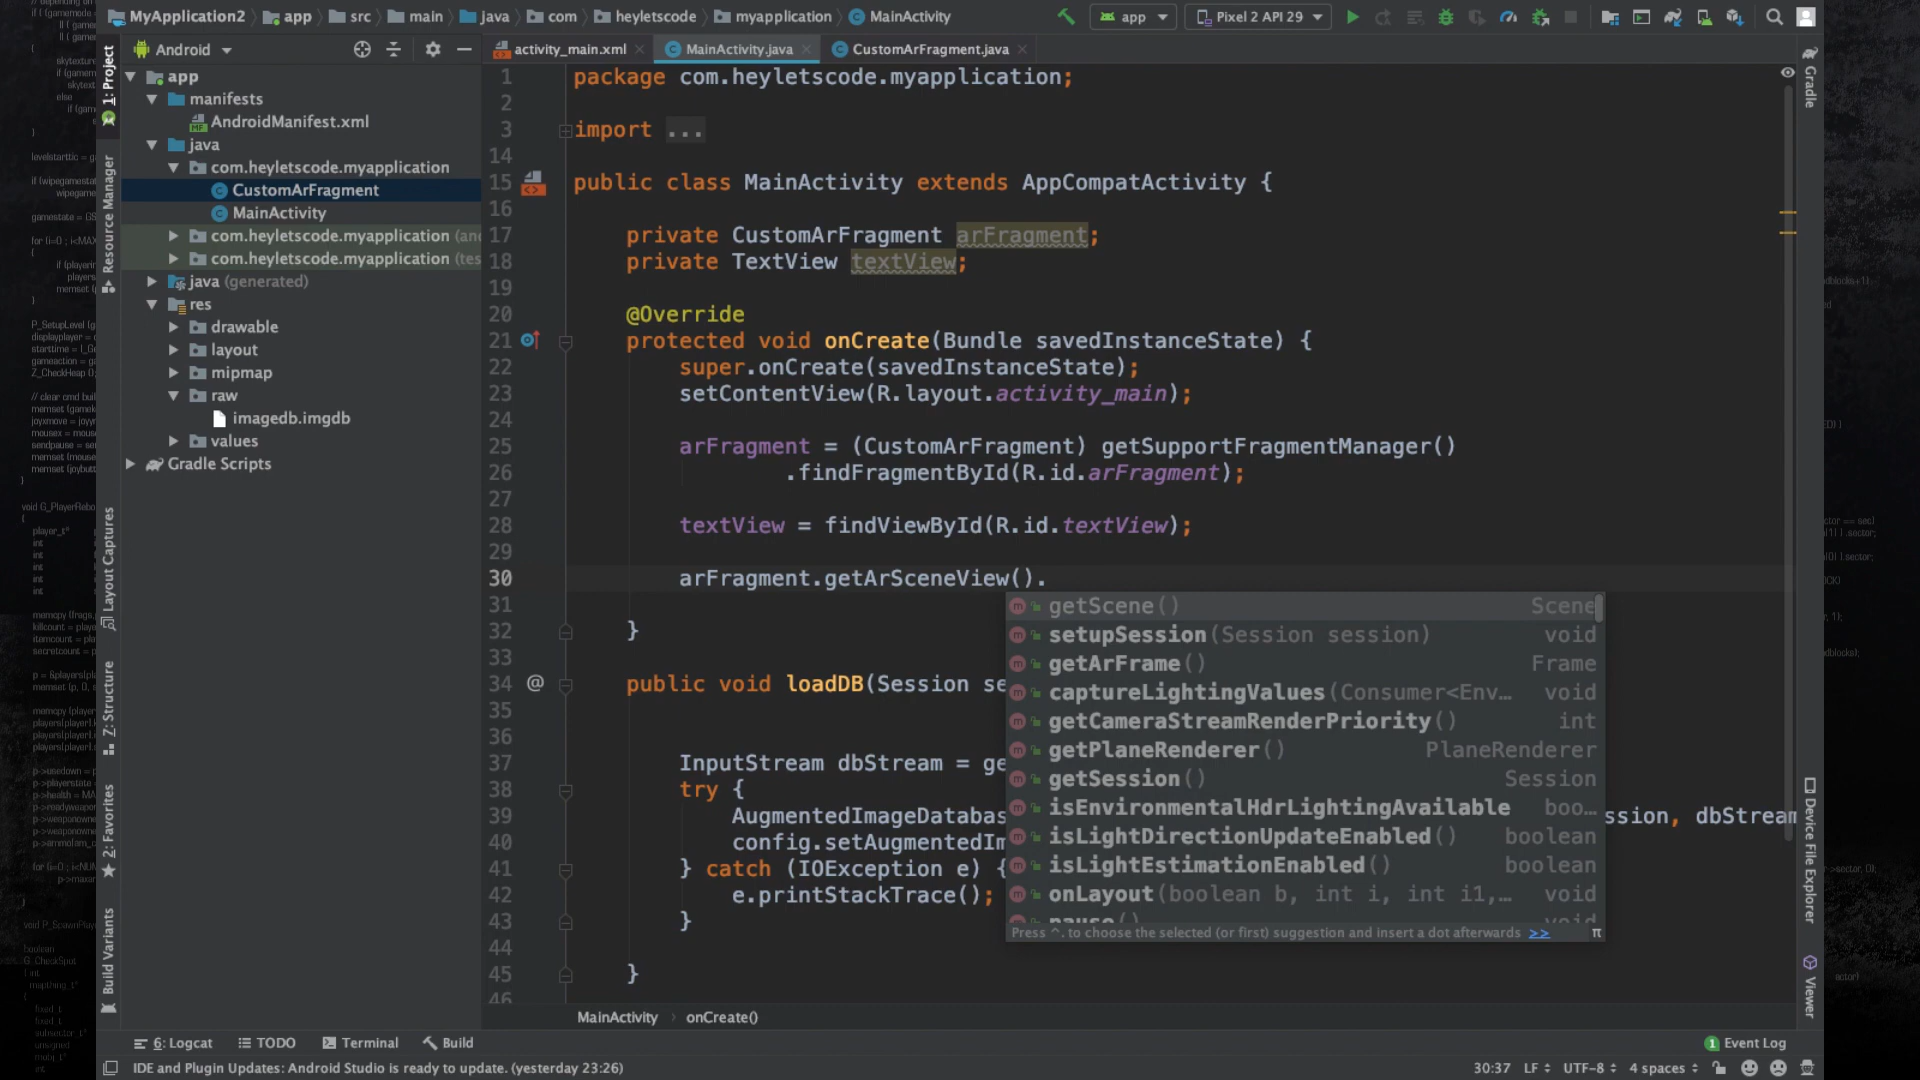 MyApplication2 app src main java com heyletscode myapplication MainActivity app Pixel 2 API 29
Android
activity_main.xml MainActivity.java CustomArFragment.java
1: Project
Resource Manager
Layout Captures
Z: Structure
2: Favorites
Build Variants
app
manifests
AndroidManifest.xml
java
com.heyletscode.myapplication
CustomArFragment
MainActivity
com.heyletscode.myapplication (and
com.heyletscode.myapplication (tes
java (generated)
res
drawable
layout
mipmap
raw
imagedb.imgdb
values
Gradle Scripts
1 package com.heyletscode.myapplication;
2
3 import ...
14
15 public class MainActivity extends AppCompatActivity {
16
17 private CustomArFragment arFragment;
18 private TextView textView;
19
20 @Override
21 protected void onCreate(Bundle savedInstanceState) {
22 super.onCreate(savedInstanceState);
23 setContentView(R.layout.activity_main);
24
25 arFragment = (CustomArFragment) getSupportFragmentManager()
26 .findFragmentById(R.id.arFragment);
27
28 textView = findViewById(R.id.textView);
29
30 arFragment.getArSceneView().
31
32 }
33
34 @ public void loadDB(Session se
35
36
37 InputStream dbStream = ge
38 try {
39 AugmentedImageDatabas ssion, dbStream
40 config.setAugmentedIm
41 } catch (IOException e) {
42 e.printStackTrace();
43 }
44
45 }
46
getScene() Scene
setupSession(Session session) void
getArFrame() Frame
captureLightingValues(Consumer<Env… void
getCameraStreamRenderPriority() int
getPlaneRenderer() PlaneRenderer
getSession() Session
isEnvironmentalHdrLightingAvailable boo…
isLightDirectionUpdateEnabled() boolean
isLightEstimationEnabled() boolean
onLayout(boolean b, int i, int i1,… void
pause() void
Press ^. to choose the selected (or first) suggestion and insert a dot afterwards >> π
Gradle
Device File Explorer
Viewer
MainActivity › onCreate()
6: Logcat TODO Terminal Build 1 Event Log
IDE and Plugin Updates: Android Studio is ready to update. (yesterday 23:26) 30:37 LF UTF-8 4 spaces